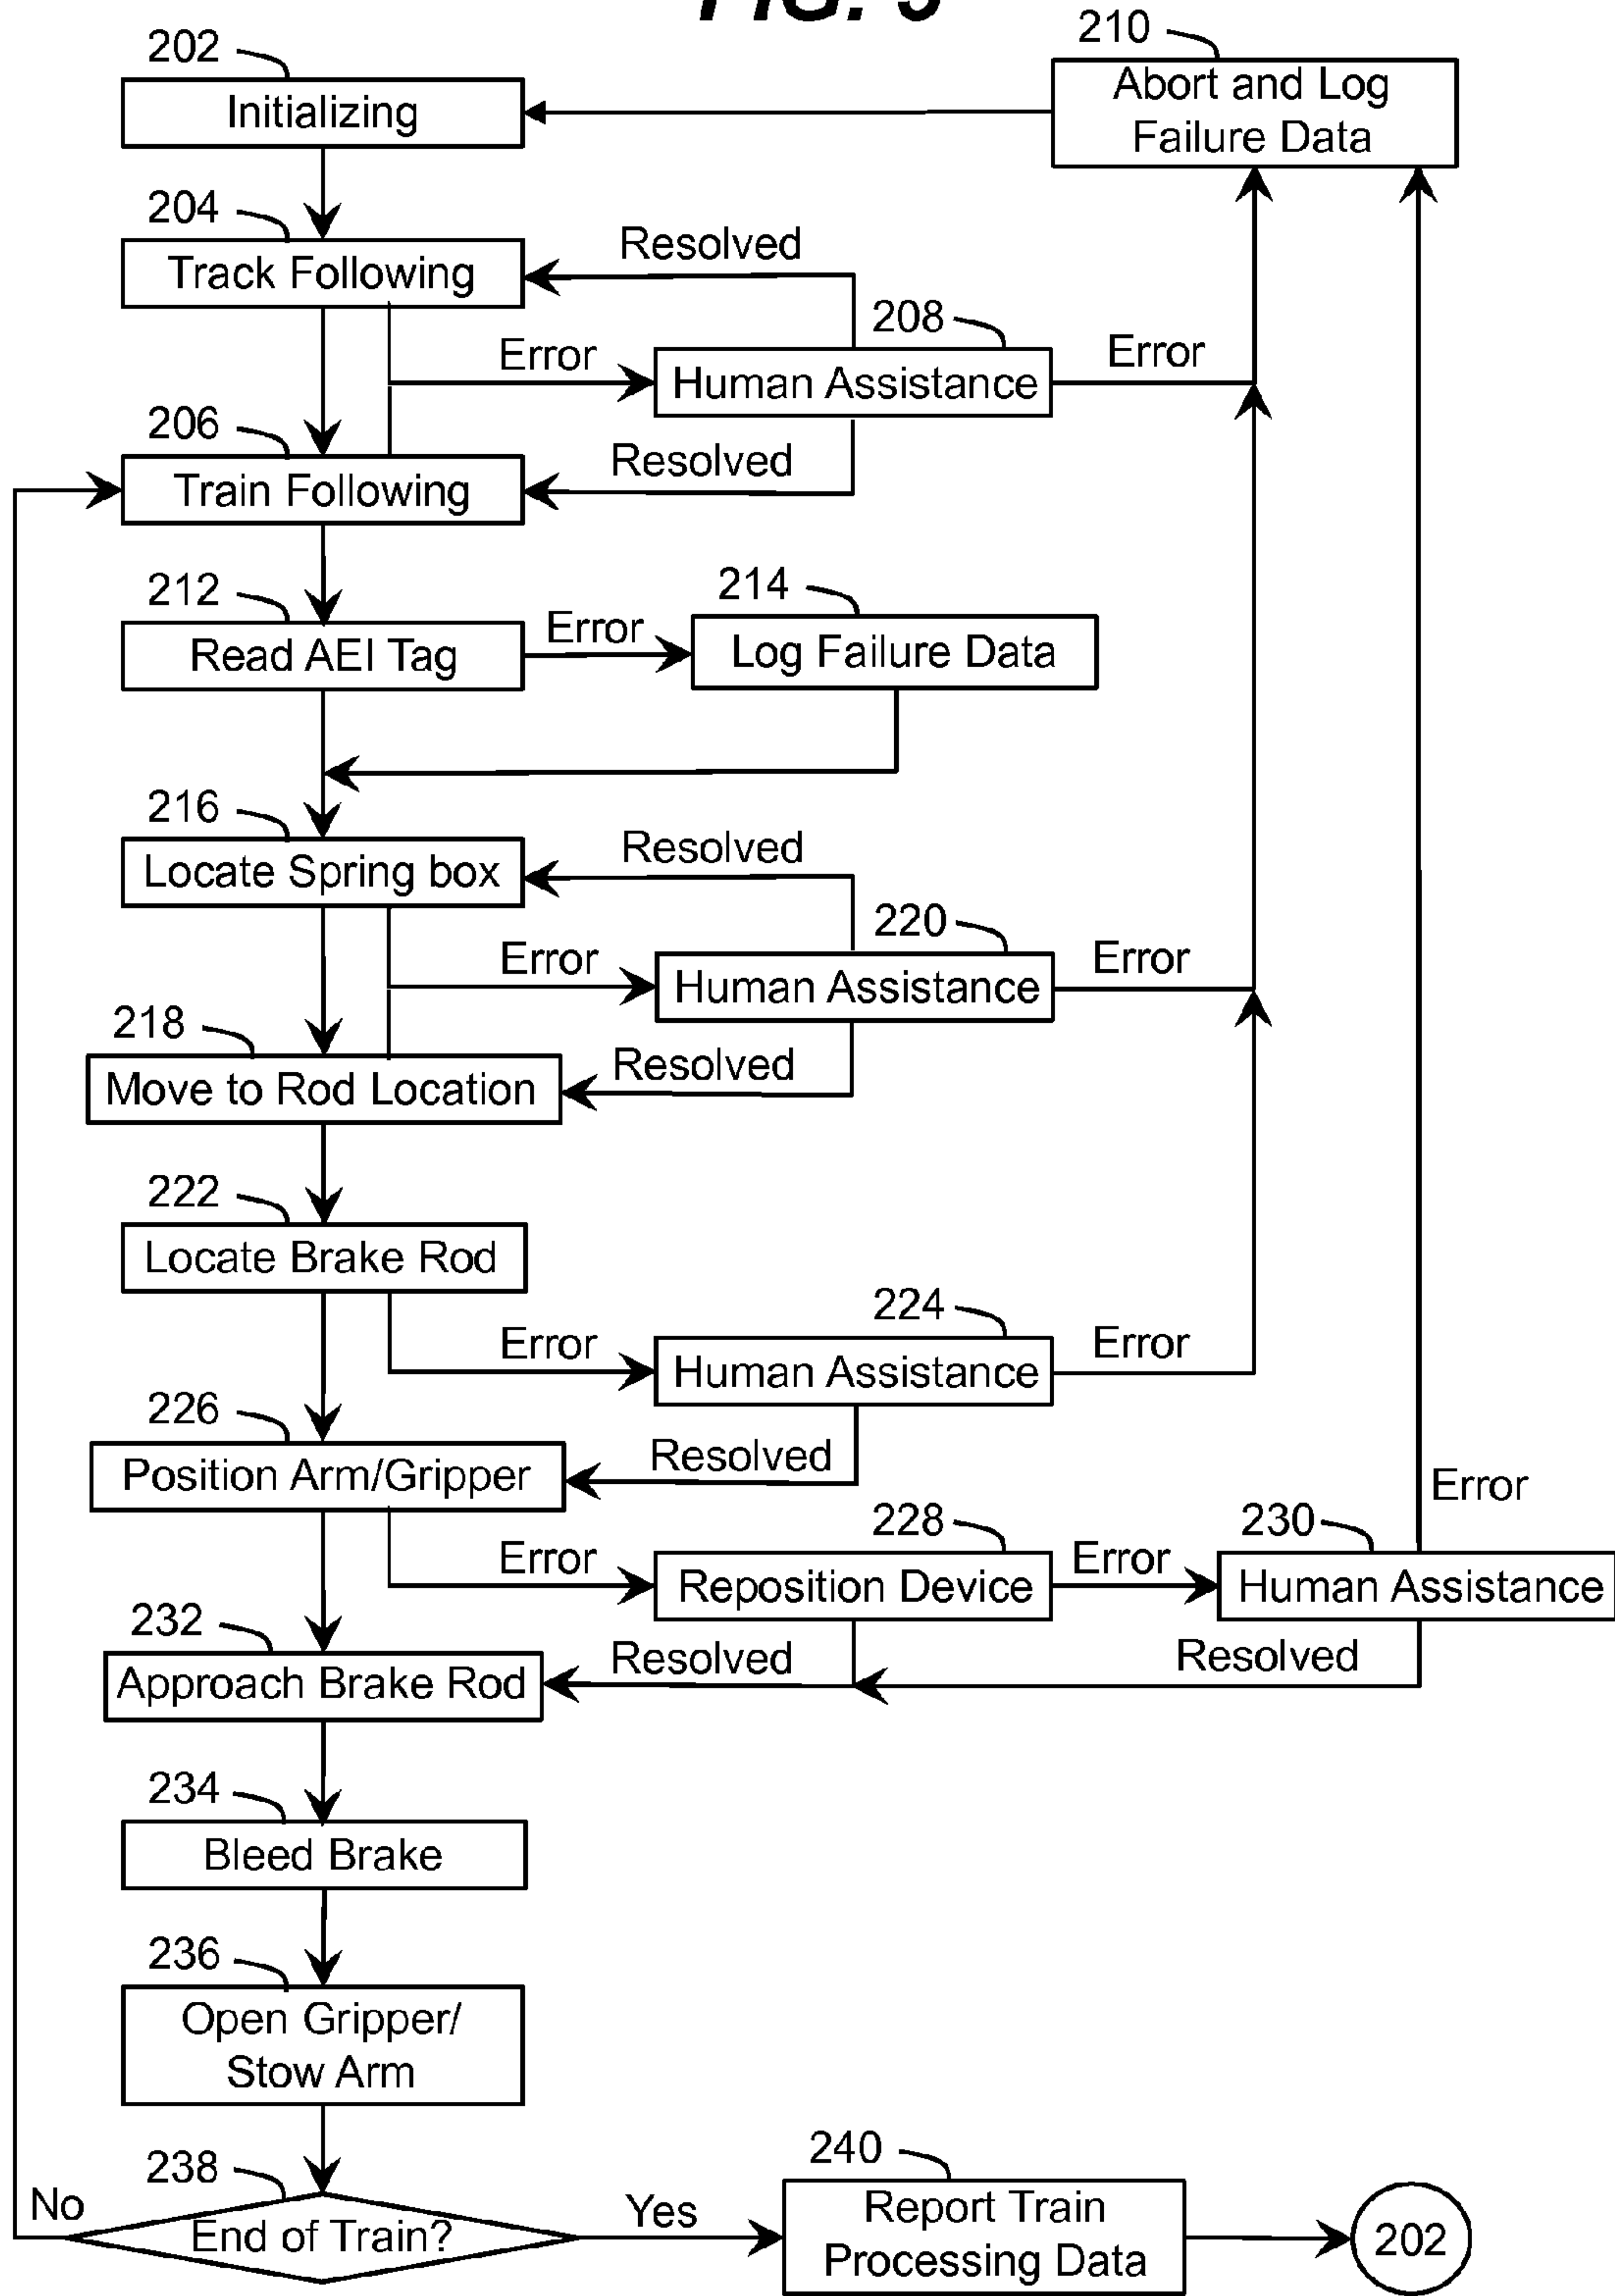 FIG. 5
202
210
Initializing
Abort and Log
Failure Data
204
Track Following
Resolved
208
Error
Human Assistance
Error
206
Resolved
Train Following
212
214
Read AEI Tag
Error
Log Failure Data
216
Locate Spring box
Resolved
220
Error
Human Assistance
Error
218
Resolved
Move to Rod Location
222
Locate Brake Rod
224
Error
Human Assistance
Error
226
Resolved
Position Arm/Gripper
Error
228
230
Error
Reposition Device
Error
Human Assistance
232
Resolved
Resolved
Approach Brake Rod
234
Bleed Brake
236
Open Gripper/
Stow Arm
238
240
No
End of Train?
Yes
Report Train
Processing Data
202